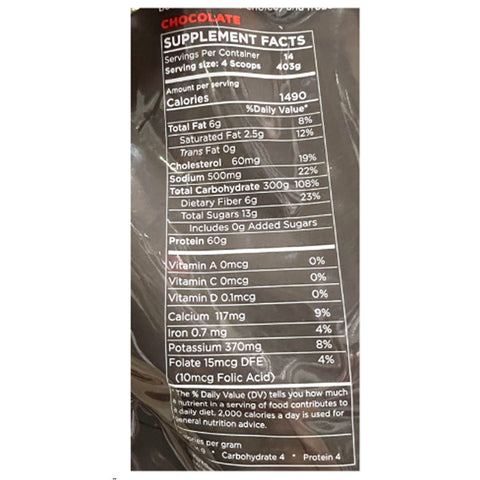 CHOCOLATE
SUPPLEMENT FACTS
Servings Per Container 14
Serving size: 4 Scoops 403g
Amount per serving
Calories 1490
%Daily Value*
Total Fat 6g 8%
Saturated Fat 2.5g 12%
Trans Fat 0g
Cholesterol 60mg 19%
Sodium 500mg 22%
Total Carbohydrate 300g 108%
Dietary Fiber 6g 23%
Total Sugars 13g
Includes 0g Added Sugars
Protein 60g
Vitamin A 0mcg 0%
Vitamin C 0mcg 0%
Vitamin D 0.1mcg 0%
Calcium 117mg 9%
Iron 0.7 mg 4%
Potassium 370mg 8%
Folate 15mcg DFE 4%
(10mcg Folic Acid)
*The % Daily Value (DV) tells you how much
a nutrient in a serving of food contributes to
a daily diet. 2,000 calories a day is used for
general nutrition advice.
per gram
* Carbohydrate 4 * Protein 4